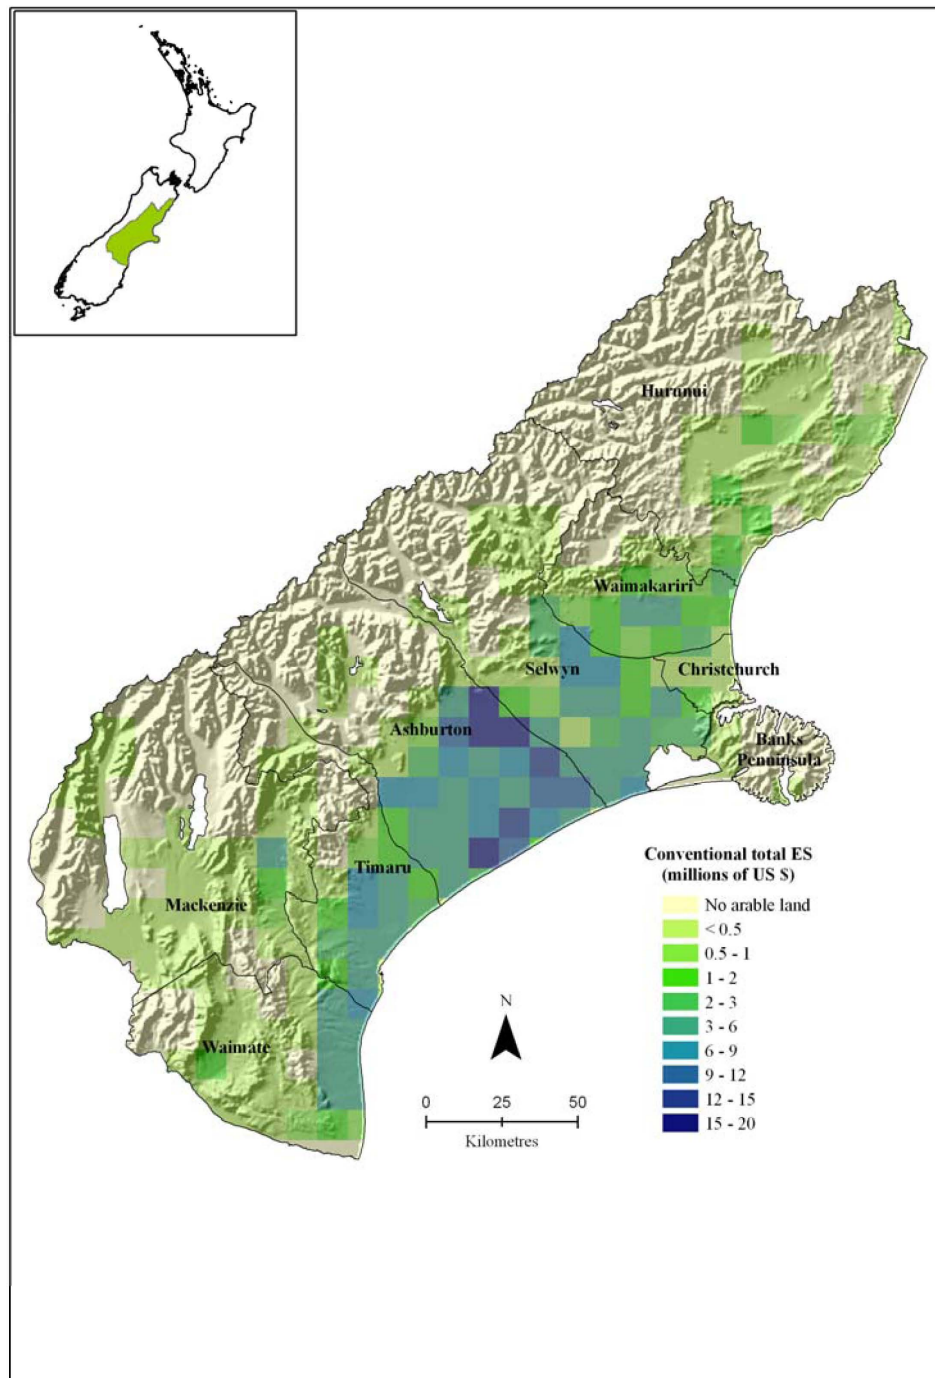 Hurunui
Waimakariri
Selwyn
Christchurch
Ashburton
Banks
Penninsula
Timaru
Mackenzie
Waimate
Conventional total ES
(millions of US $)
No arable land
< 0.5
0.5 - 1
1 - 2
2 - 3
3 - 6
6 - 9
9 - 12
12 - 15
15 - 20
N
0 25 50
Kilometres